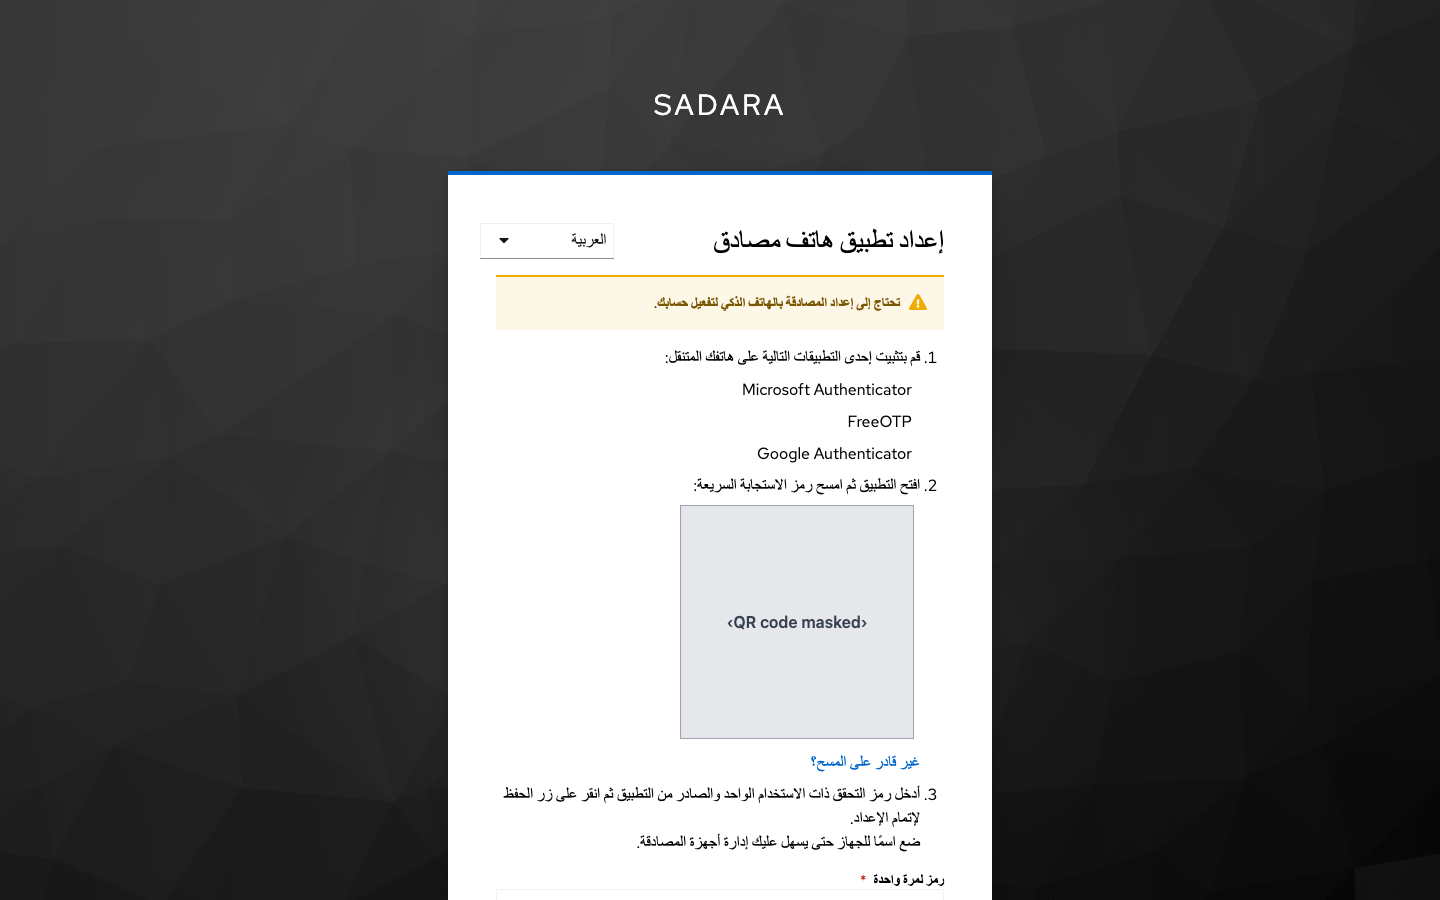 SADARA
إعداد تطبيق هاتف مصادق
العربية
تحتاج إلى إعداد المصادقة بالهاتف الذكي لتفعيل حسابك.
1. قم بتثبيت إحدى التطبيقات التالية على هاتفك المتنقل:
Microsoft Authenticator
FreeOTP
Google Authenticator
2. افتح التطبيق ثم امسح رمز الاستجابة السريعة:
‹QR code masked›
غير قادر على المسح؟
3. أدخل رمز التحقق ذات الاستخدام الواحد والصادر من التطبيق ثم انقر على زر الحفظ
لإتمام الإعداد.
ضع اسمًا للجهاز حتى يسهل عليك إدارة أجهزة المصادقة.
رمز لمرة واحدة *